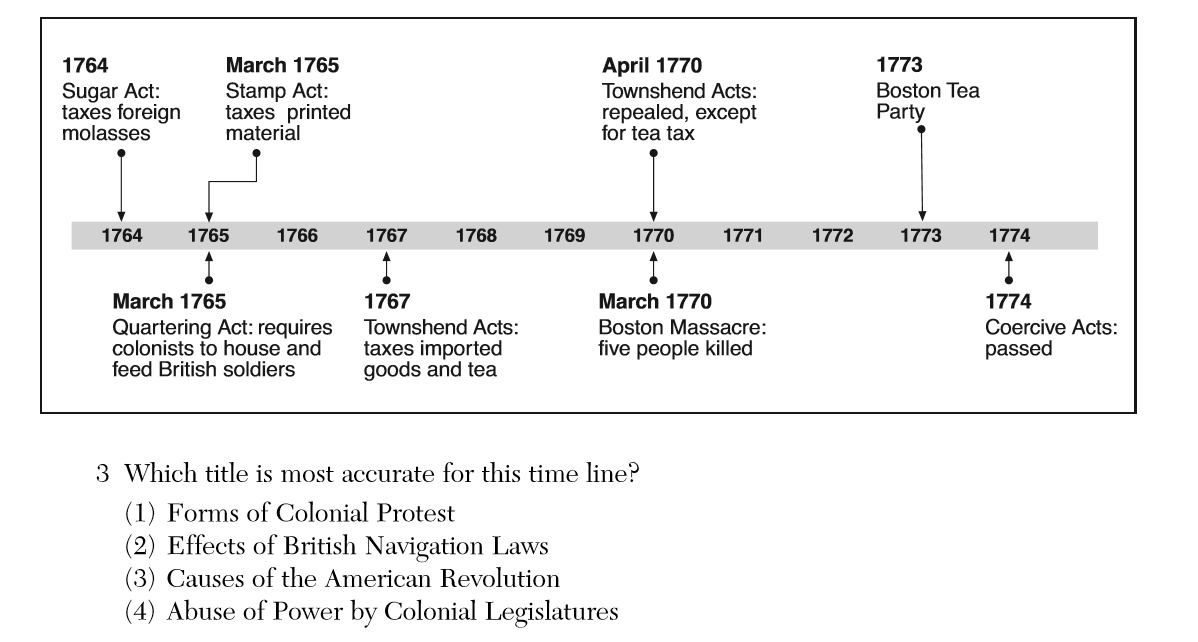 1764
Sugar Act:
taxes foreign
molasses
March 1765
Stamp Act:
taxes printed
material
April 1770
Townshend Acts:
repealed, except
for tea tax
1773
Boston Tea
Party
1764 1765 1766 1767 1768 1769 1770 1771 1772 1773 1774
March 1765
Quartering Act: requires
colonists to house and
feed British soldiers
1767
Townshend Acts:
taxes imported
goods and tea
March 1770
Boston Massacre:
five people killed
1774
Coercive Acts:
passed
3 Which title is most accurate for this time line?
(1) Forms of Colonial Protest
(2) Effects of British Navigation Laws
(3) Causes of the American Revolution
(4) Abuse of Power by Colonial Legislatures